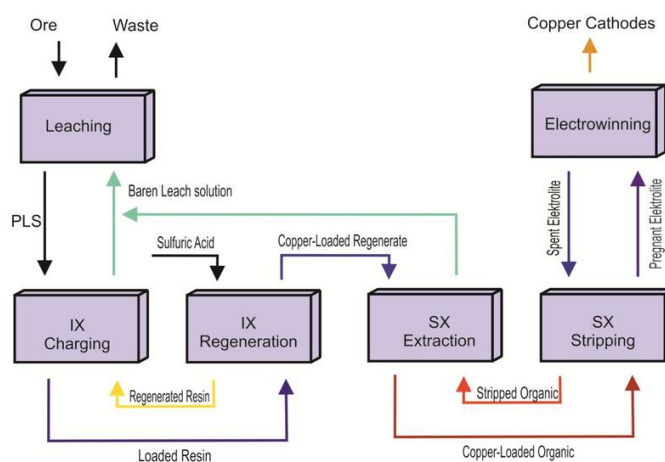 Ore
Waste
Copper Cathodes
Leaching
Electrowinning
Baren Leach solution
PLS
Sulfuric Acid
Copper-Loaded Regenerate
Spent Elektrolite
Pregnant Elektrolite
IX
Charging
IX
Regeneration
SX
Extraction
SX
Stripping
Regenerated Resin
Stripped Organic
Loaded Resin
Copper-Loaded Organic